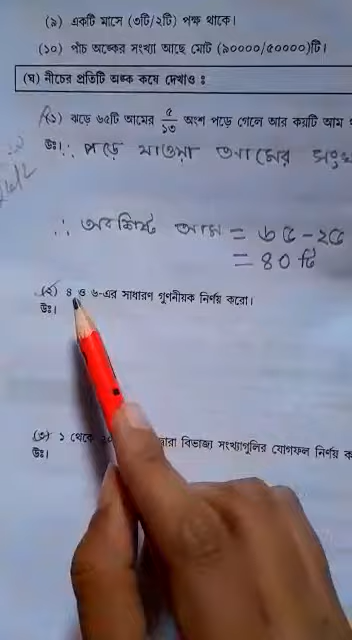 (৯) একটি মাসে (৩টি/২টি) পক্ষ থাকে।
(১০) পাঁচ অঙ্কের সংখ্যা আছে মোট (৯০০০০/৫০০০০)টি।
(ঘ) নীচের প্রতিটি অঙ্ক কষে দেখাও ঃ
(১) ঝড়ে ৬৫টি আমের ৫/১৩ অংশ পড়ে গেলে আর কয়টি আম
উঃ। ∴ পড়ে যাওয়া আমের
∴ অবশিষ্ট আম = ৬৫ - ২৫
= ৪০ টি
(২) ৪ ও ৬-এর সাধারণ গুণনীয়ক নির্ণয় করো।
উঃ।
(৩) ১ থেকে দ্বারা বিভাজ্য সংখ্যাগুলির যোগফল নির্ণয়
উঃ।